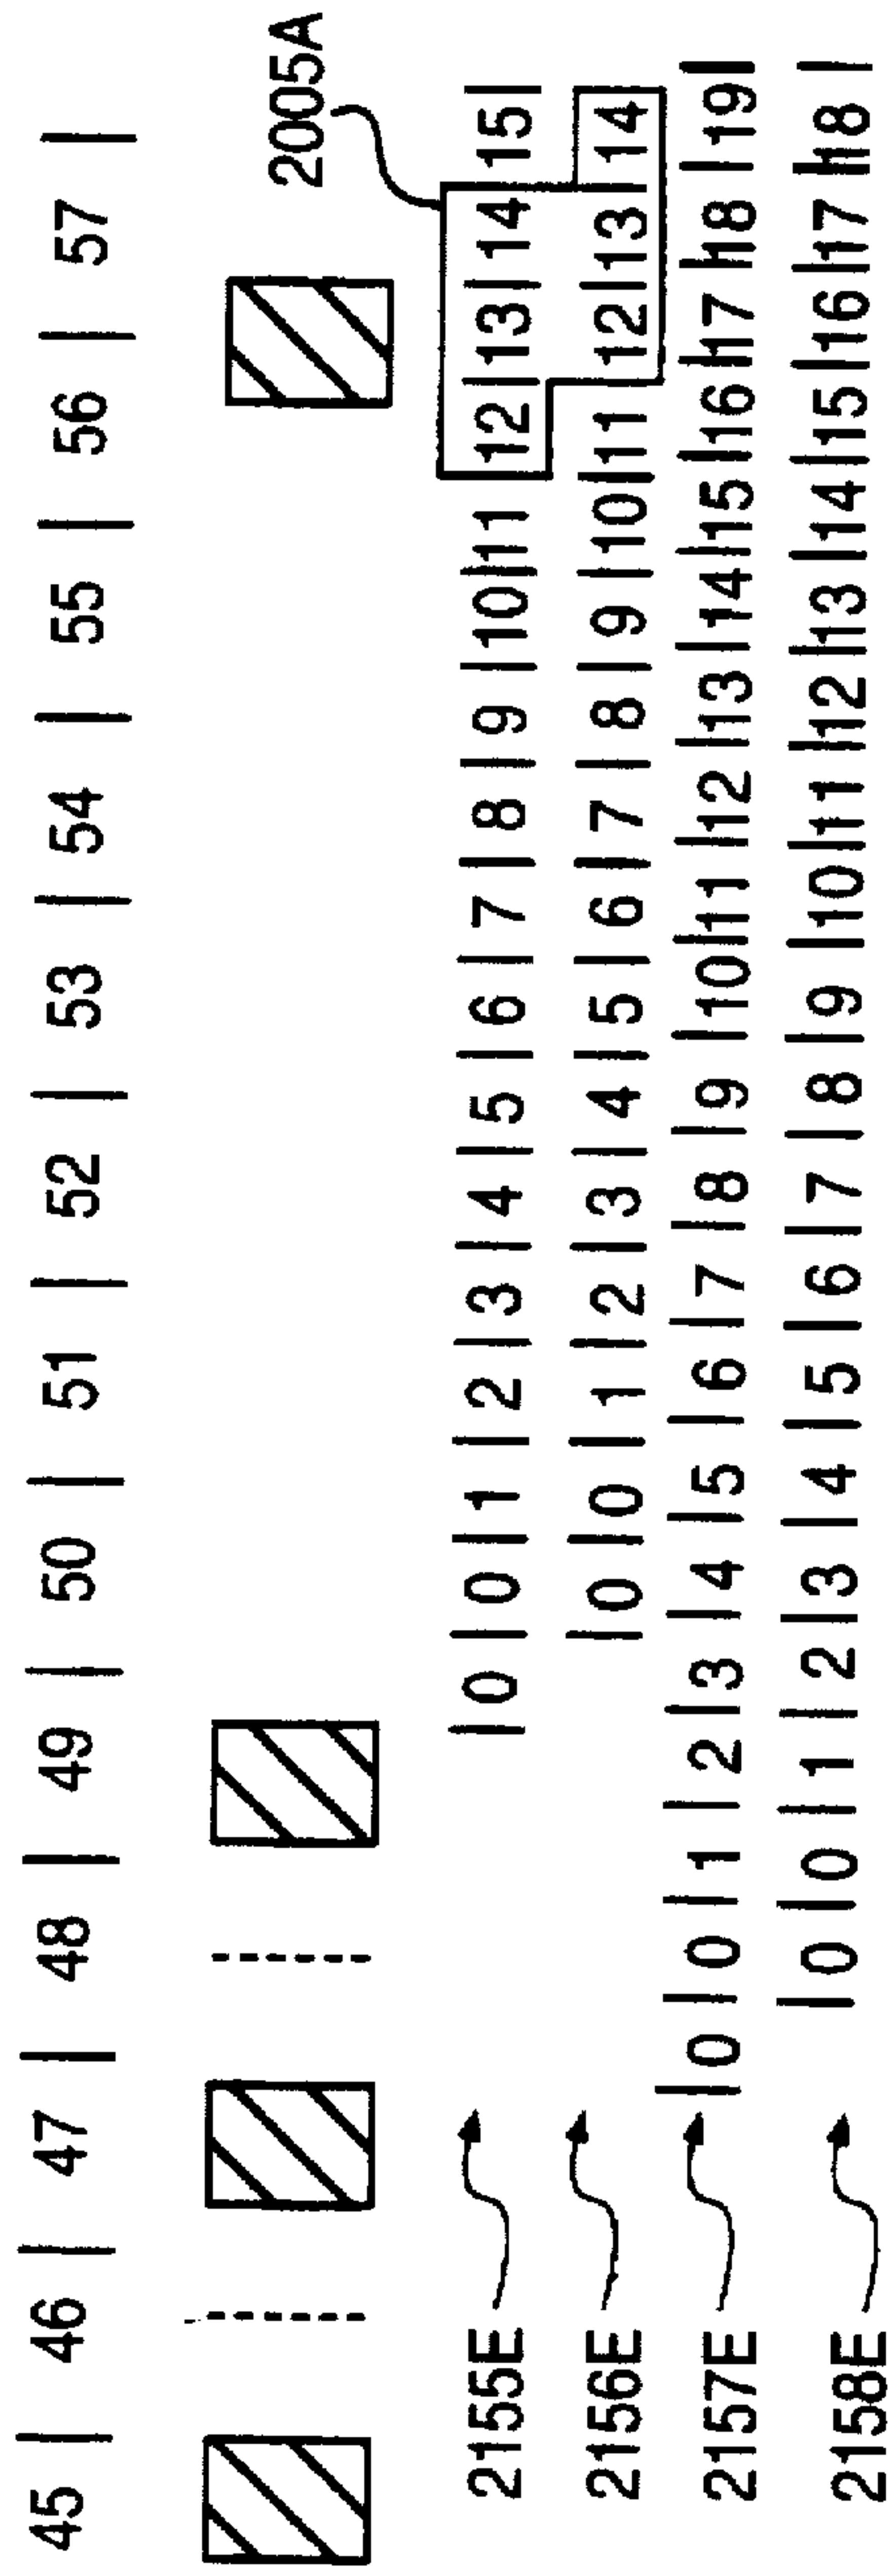 45 | 46 | 47 | 48 | 49 | 50 | 51 | 52 | 53 | 54 | 55 | 56 | 57 |
2005A
2155E |0|0|1|2|3|4|5|6|7|8|9|10|11|12|13|14|15|
2156E |0|0|1|2|3|4|5|6|7|8|9|10|11|12|13|14|
2157E |0|0|1|2|3|4|5|6|7|8|9|10|11|12|13|14|15|16|17|18|19|
2158E |0|0|1|2|3|4|5|6|7|8|9|10|11|12|13|14|15|16|17|18|